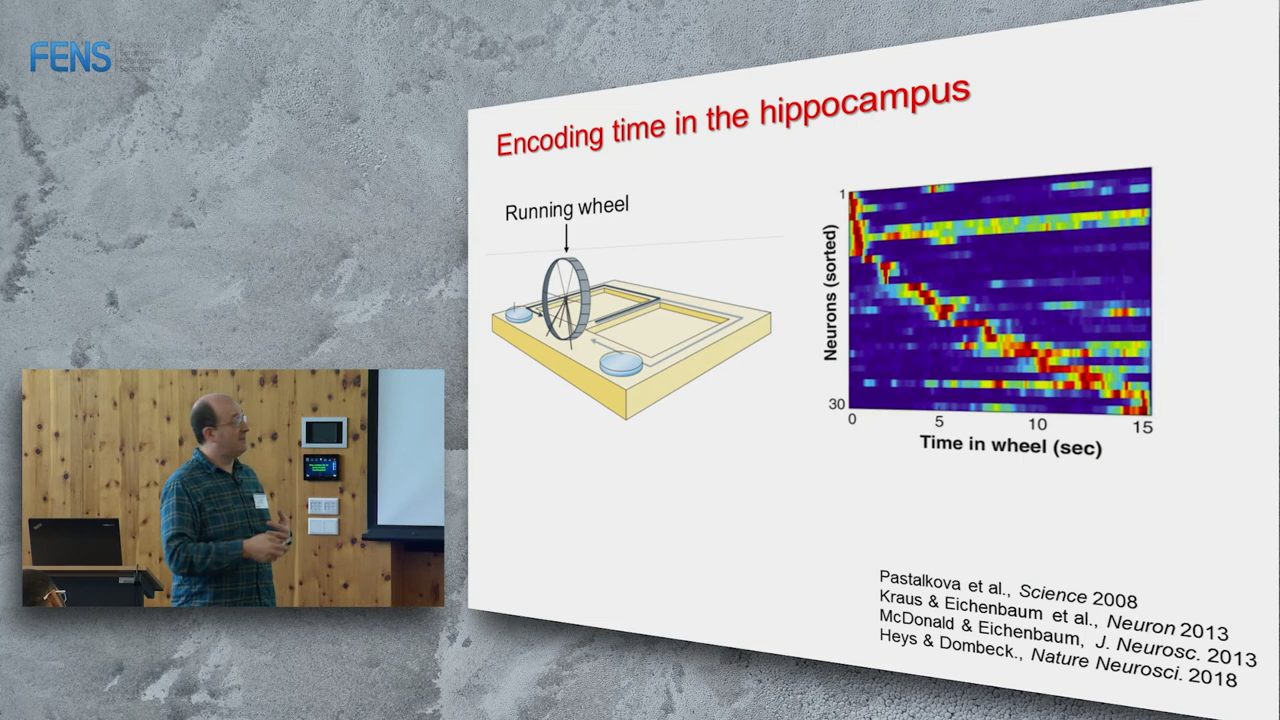 FENS
Encoding time in the hippocampus
Running wheel
Neurons (sorted)
1
30
0 5 10 15
Time in wheel (sec)
Pastalkova et al., Science 2008
Kraus & Eichenbaum et al., Neuron 2013
McDonald & Eichenbaum, J. Neurosc. 2013
Heys & Dombeck., Nature Neurosci. 2018